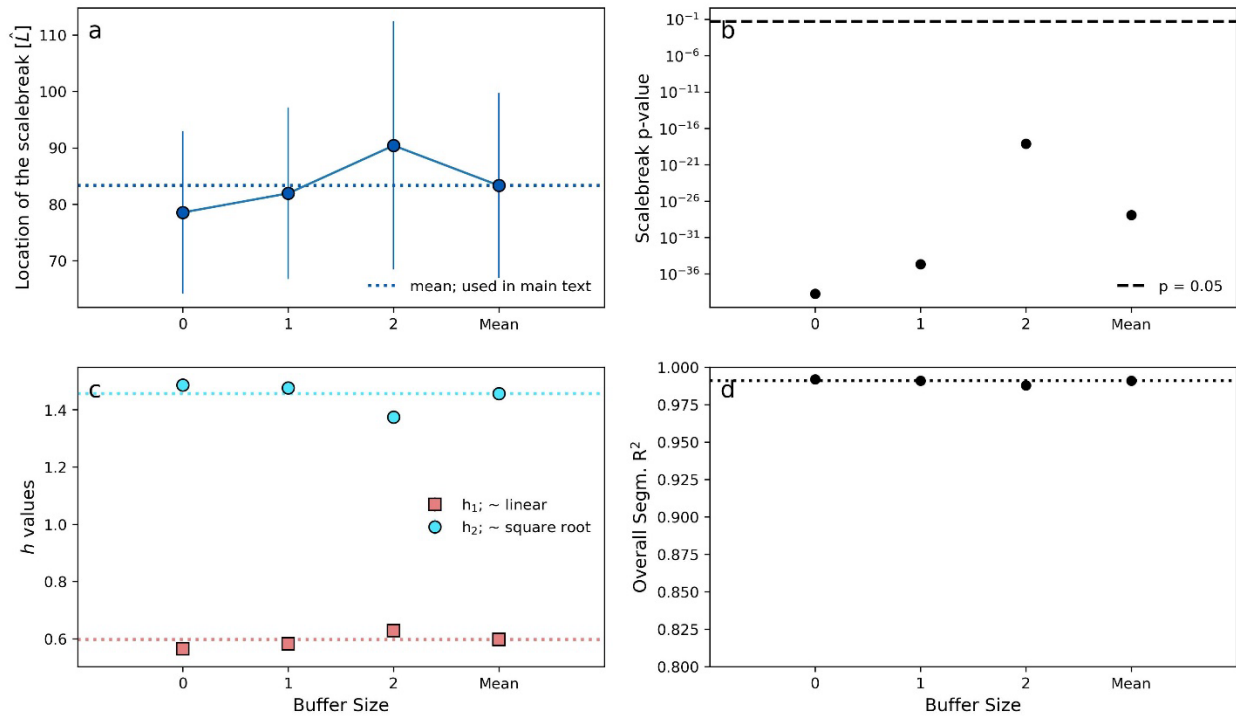 a
Location of the scalebreak [L̂]
110
100
90
80
70
mean; used in main text
0
1
2
Mean
b
Scalebreak p-value
10⁻¹
10⁻⁶
10⁻¹¹
10⁻¹⁶
10⁻²¹
10⁻²⁶
10⁻³¹
10⁻³⁶
p = 0.05
0
1
2
Mean
c
h values
1.4
1.2
1.0
0.8
0.6
h₁; ~ linear
h₂; ~ square root
0
1
2
Mean
Buffer Size
d
Overall Segm. R²
1.000
0.975
0.950
0.925
0.900
0.875
0.850
0.825
0.800
0
1
2
Mean
Buffer Size